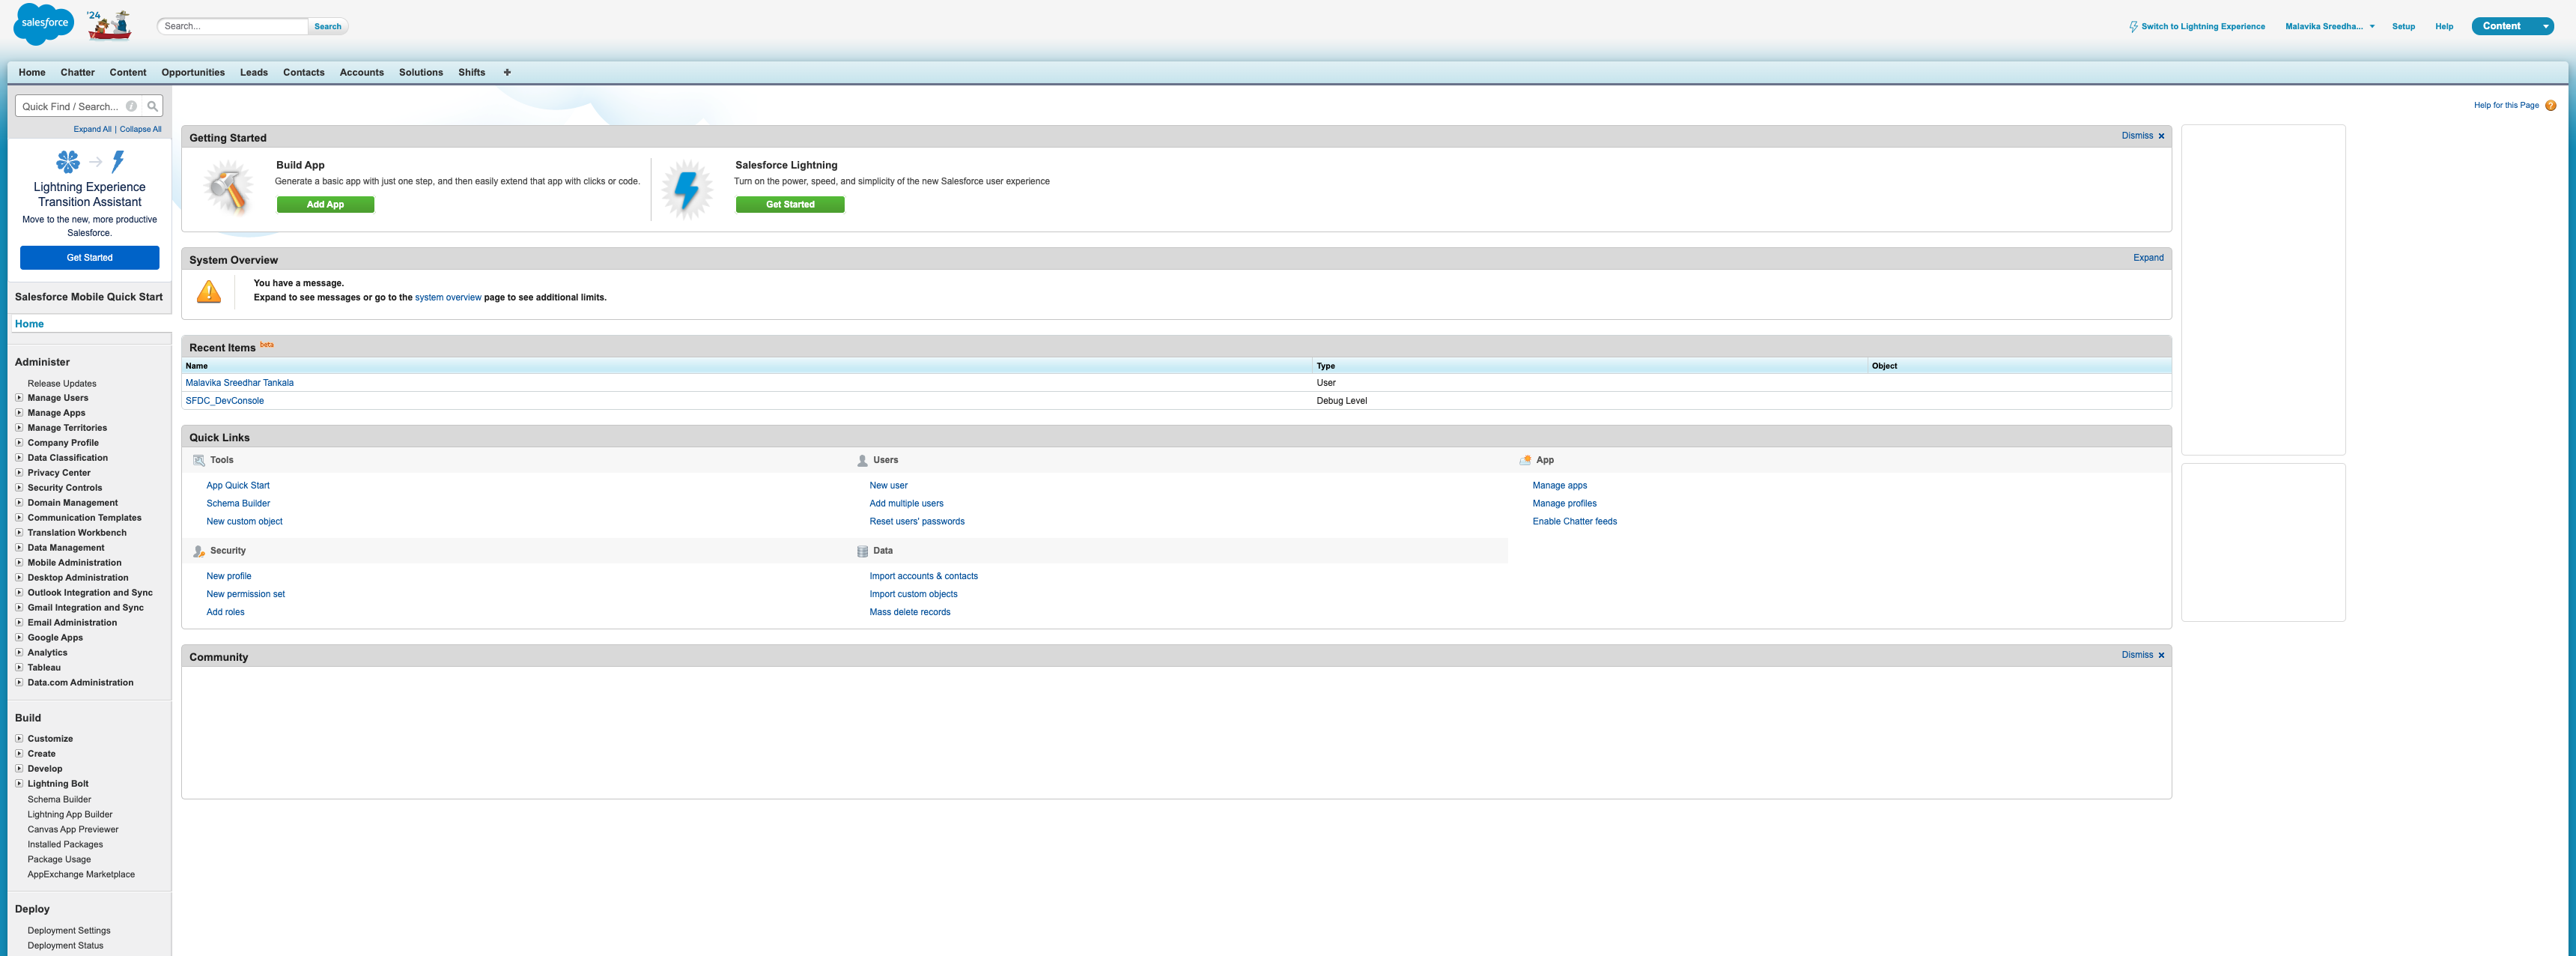 salesforce
'24
Search...
Search
Switch to Lightning Experience
Malavika Sreedha...
Setup
Help
Content
Home
Chatter
Content
Opportunities
Leads
Contacts
Accounts
Solutions
Shifts
Quick Find / Search...
Expand All | Collapse All
Lightning Experience
Transition Assistant
Move to the new, more productive
Salesforce.
Get Started
Salesforce Mobile Quick Start
Home
Administer
Release Updates
Manage Users
Manage Apps
Manage Territories
Company Profile
Data Classification
Privacy Center
Security Controls
Domain Management
Communication Templates
Translation Workbench
Data Management
Mobile Administration
Desktop Administration
Outlook Integration and Sync
Gmail Integration and Sync
Email Administration
Google Apps
Analytics
Tableau
Data.com Administration
Build
Customize
Create
Develop
Lightning Bolt
Schema Builder
Lightning App Builder
Canvas App Previewer
Installed Packages
Package Usage
AppExchange Marketplace
Deploy
Deployment Settings
Deployment Status
Help for this Page
Getting Started
Dismiss
Build App
Generate a basic app with just one step, and then easily extend that app with clicks or code.
Add App
Salesforce Lightning
Turn on the power, speed, and simplicity of the new Salesforce user experience
Get Started
System Overview
Expand
You have a message.
Expand to see messages or go to the system overview page to see additional limits.
Recent Items beta
Name Type Object
Malavika Sreedhar Tankala User
SFDC_DevConsole Debug Level
Quick Links
Tools
App Quick Start
Schema Builder
New custom object
Users
New user
Add multiple users
Reset users' passwords
App
Manage apps
Manage profiles
Enable Chatter feeds
Security
New profile
New permission set
Add roles
Data
Import accounts & contacts
Import custom objects
Mass delete records
Community
Dismiss